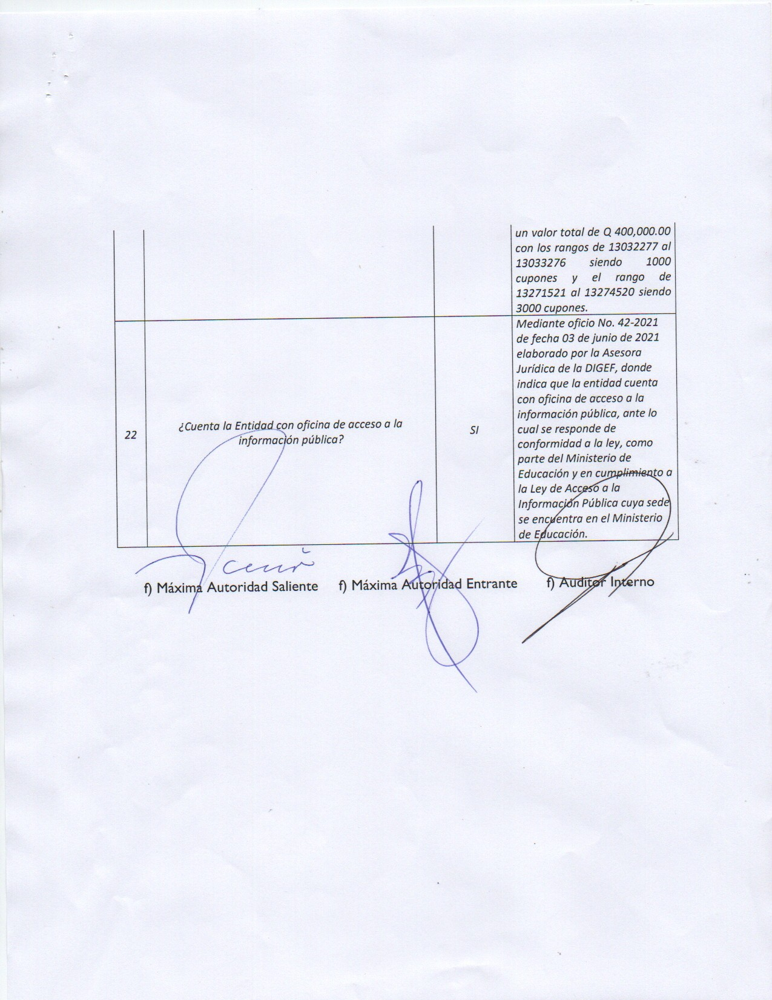 un valor total de Q 400,000.00
con los rangos de 13032277 al
13033276 siendo 1000
cupones y el rango de
13271521 al 13274520 siendo
3000 cupones.
22
¿Cuenta la Entidad con oficina de acceso a la
información pública?
SI
Mediante oficio No. 42-2021
de fecha 03 de junio de 2021
elaborado por la Asesora
Jurídica de la DIGEF, donde
indica que la entidad cuenta
con oficina de acceso a la
información pública, ante lo
cual se responde de
conformidad a la ley, como
parte del Ministerio de
Educación y en cumplimiento a
la Ley de Acceso a la
Información Pública cuya sede
se encuentra en el Ministerio
de Educación.
f) Máxima Autoridad Saliente f) Máxima Autoridad Entrante f) Auditor Interno